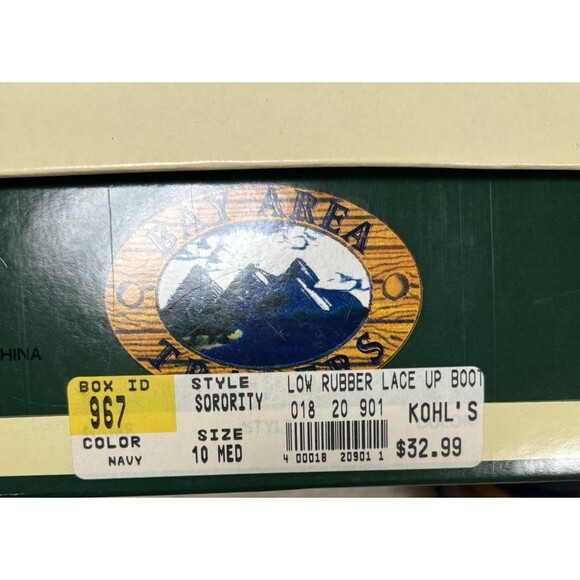 BAY AREA
CHINA
BOX ID
967
COLOR
NAVY
STYLE
SORORITY
SIZE
10 MED
LOW RUBBER LACE UP BOOT
018 20 901
4 00018 20901 1
KOHL'S
$32.99